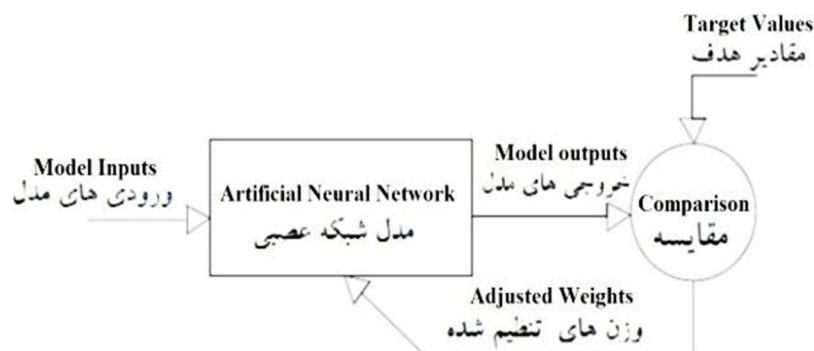 Target Values
مقادیر هدف
Model Inputs
ورودی های مدل
Artificial Neural Network
مدل شبکه عصبی
Model outputs
خروجی های مدل
Comparison
مقایسه
Adjusted Weights
وزن های تنظیم شده